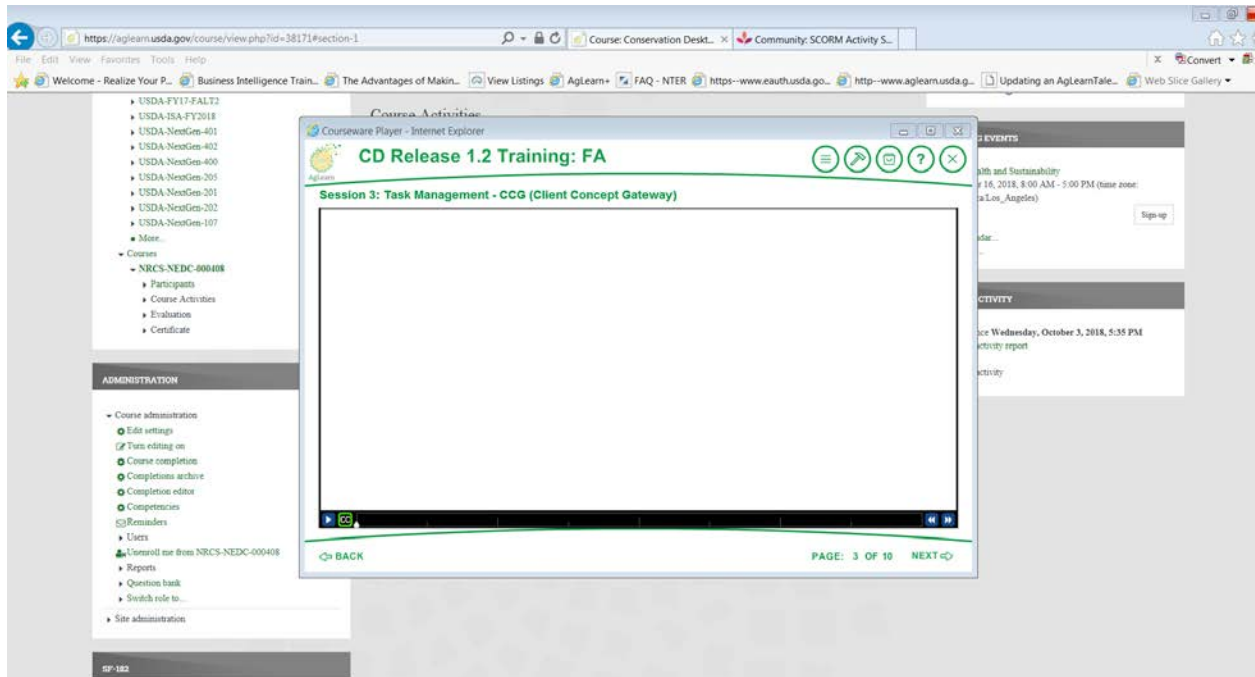 https://aglearn.usda.gov/course/view.php?id=38171#section-1
Course: Conservation Deskt...
Community: SCORM Activity S...
File Edit View Favorites Tools Help
Convert
Welcome - Realize Your P... Business Intelligence Train... The Advantages of Makin... View Listings AgLearn+ FAQ - NTER https--www.eauth.usda.go... http--www.aglearn.usda.g... Updating an AgLearnTale... Web Slice Gallery
USDA-FY17-FALT2
USDA-ISA-FY2018
USDA-NextGen-401
USDA-NextGen-402
USDA-NextGen-400
USDA-NextGen-205
USDA-NextGen-201
USDA-NextGen-202
USDA-NextGen-107
More...
Courses
NRCS-NEDC-000408
Participants
Course Activities
Evaluation
Certificate
ADMINISTRATION
Course administration
Edit settings
Turn editing on
Course completion
Completions archive
Completion editor
Competencies
Reminders
Users
Unenroll me from NRCS-NEDC-000408
Reports
Question bank
Switch role to...
Site administration
SF-182
Course Activities
Courseware Player - Internet Explorer
AgLearn
CD Release 1.2 Training: FA
Session 3: Task Management - CCG (Client Concept Gateway)
CC
BACK
PAGE: 3 OF 10 NEXT
EVENTS
alth and Sustainability
r 16, 2018, 8:00 AM - 5:00 PM (time zone:
a/Los_Angeles)
Sign-up
dar...
CTIVITY
ce Wednesday, October 3, 2018, 5:35 PM
ctivity report
ctivity